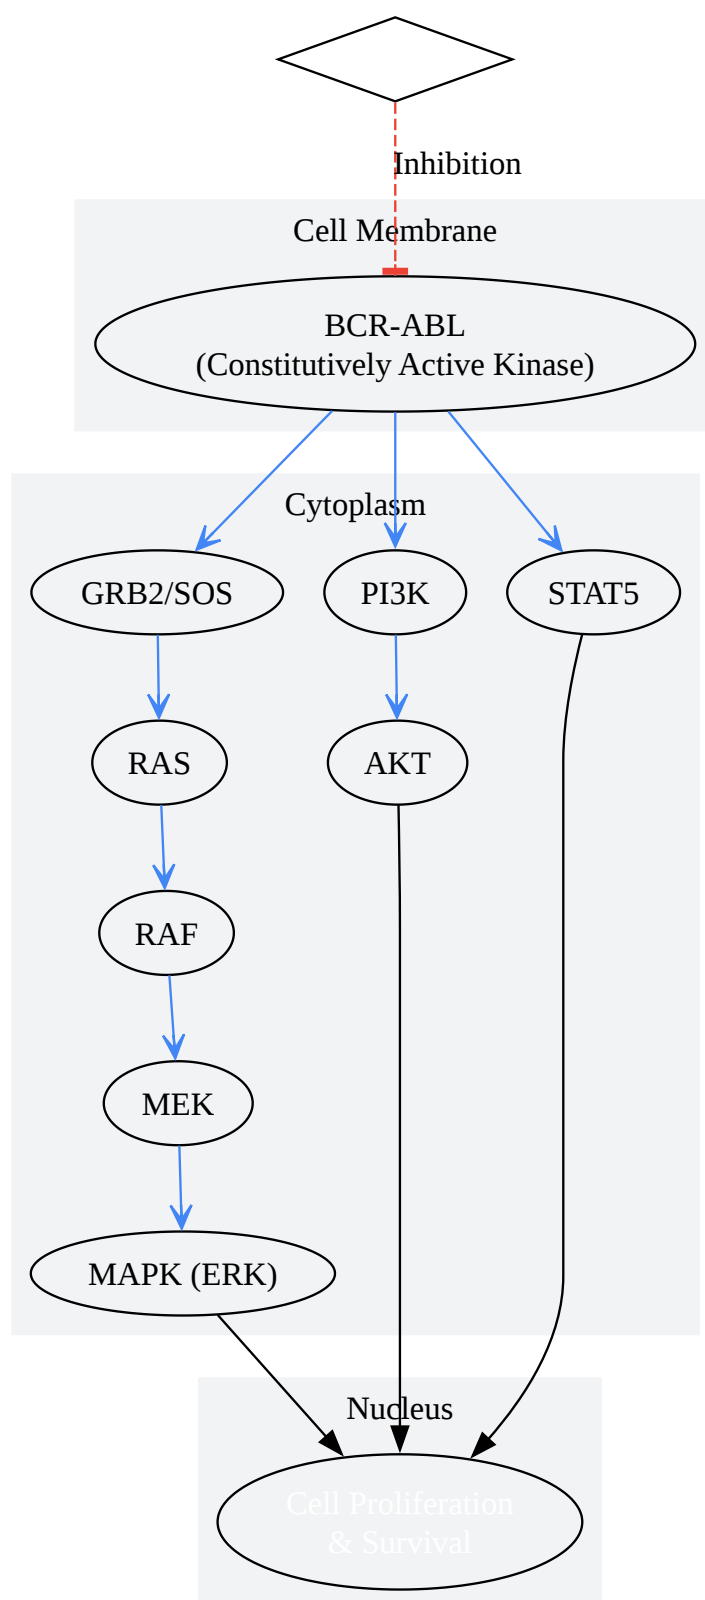 Inhibition
Cell Membrane
BCR-ABL
(Constitutively Active Kinase)
Cytoplasm
GRB2/SOS
PI3K
STAT5
RAS
AKT
RAF
MEK
MAPK (ERK)
Nucleus
Cell Proliferation
& Survival